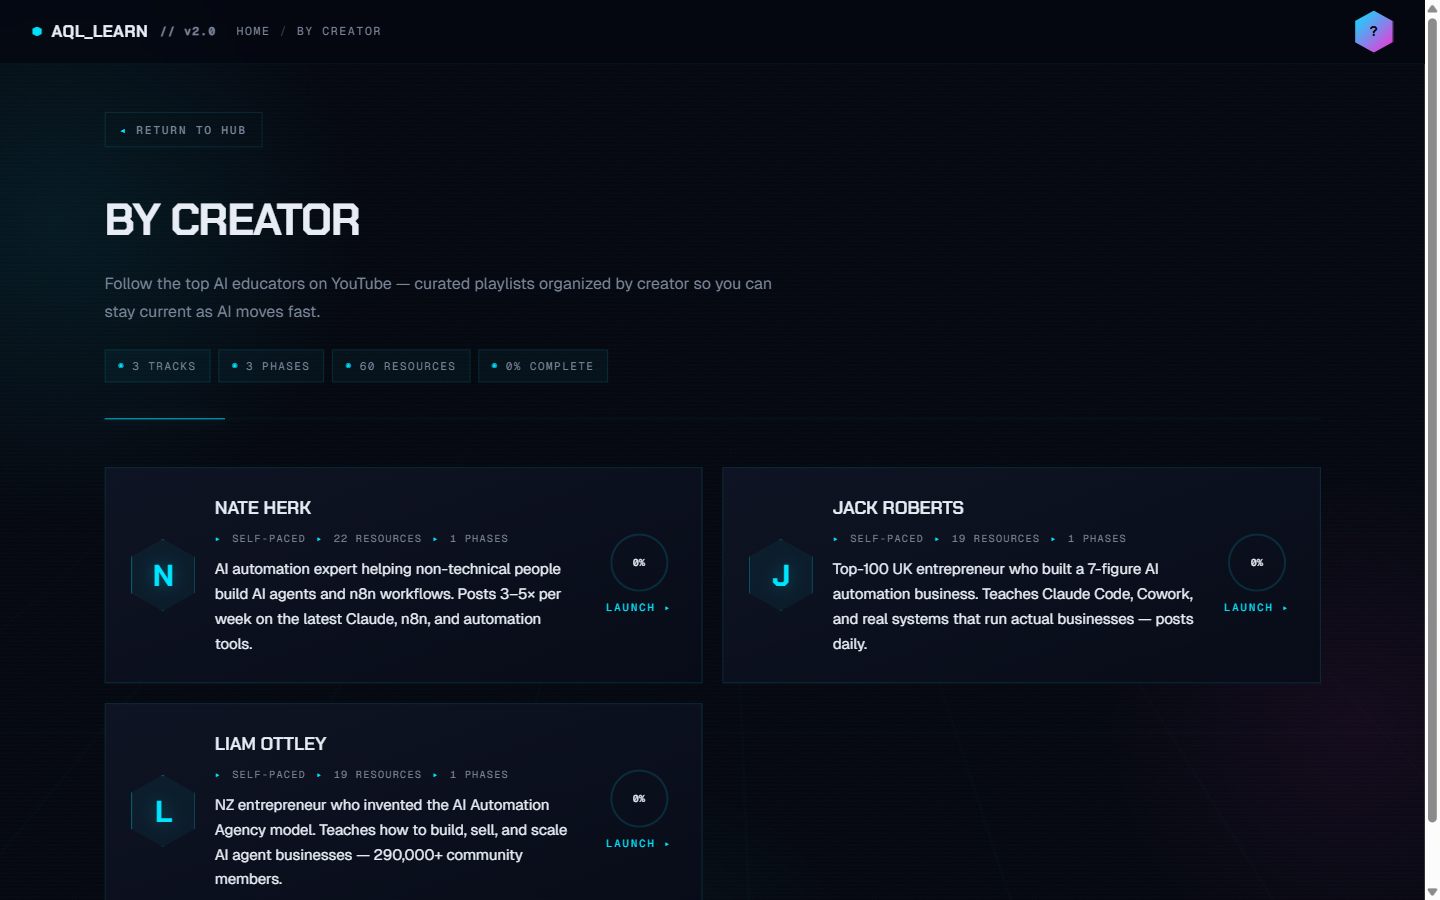 AQL_LEARN // v2.0 HOME / BY CREATOR
?
◂ RETURN TO HUB
BY CREATOR
Follow the top AI educators on YouTube — curated playlists organized by creator so you can
stay current as AI moves fast.
3 TRACKS
3 PHASES
60 RESOURCES
0% COMPLETE
N
NATE HERK
▸ SELF-PACED ▸ 22 RESOURCES ▸ 1 PHASES
AI automation expert helping non-technical people
build AI agents and n8n workflows. Posts 3–5× per
week on the latest Claude, n8n, and automation
tools.
0%
LAUNCH ▸
J
JACK ROBERTS
▸ SELF-PACED ▸ 19 RESOURCES ▸ 1 PHASES
Top-100 UK entrepreneur who built a 7-figure AI
automation business. Teaches Claude Code, Cowork,
and real systems that run actual businesses — posts
daily.
0%
LAUNCH ▸
L
LIAM OTTLEY
▸ SELF-PACED ▸ 19 RESOURCES ▸ 1 PHASES
NZ entrepreneur who invented the AI Automation
Agency model. Teaches how to build, sell, and scale
AI agent businesses — 290,000+ community
members.
0%
LAUNCH ▸